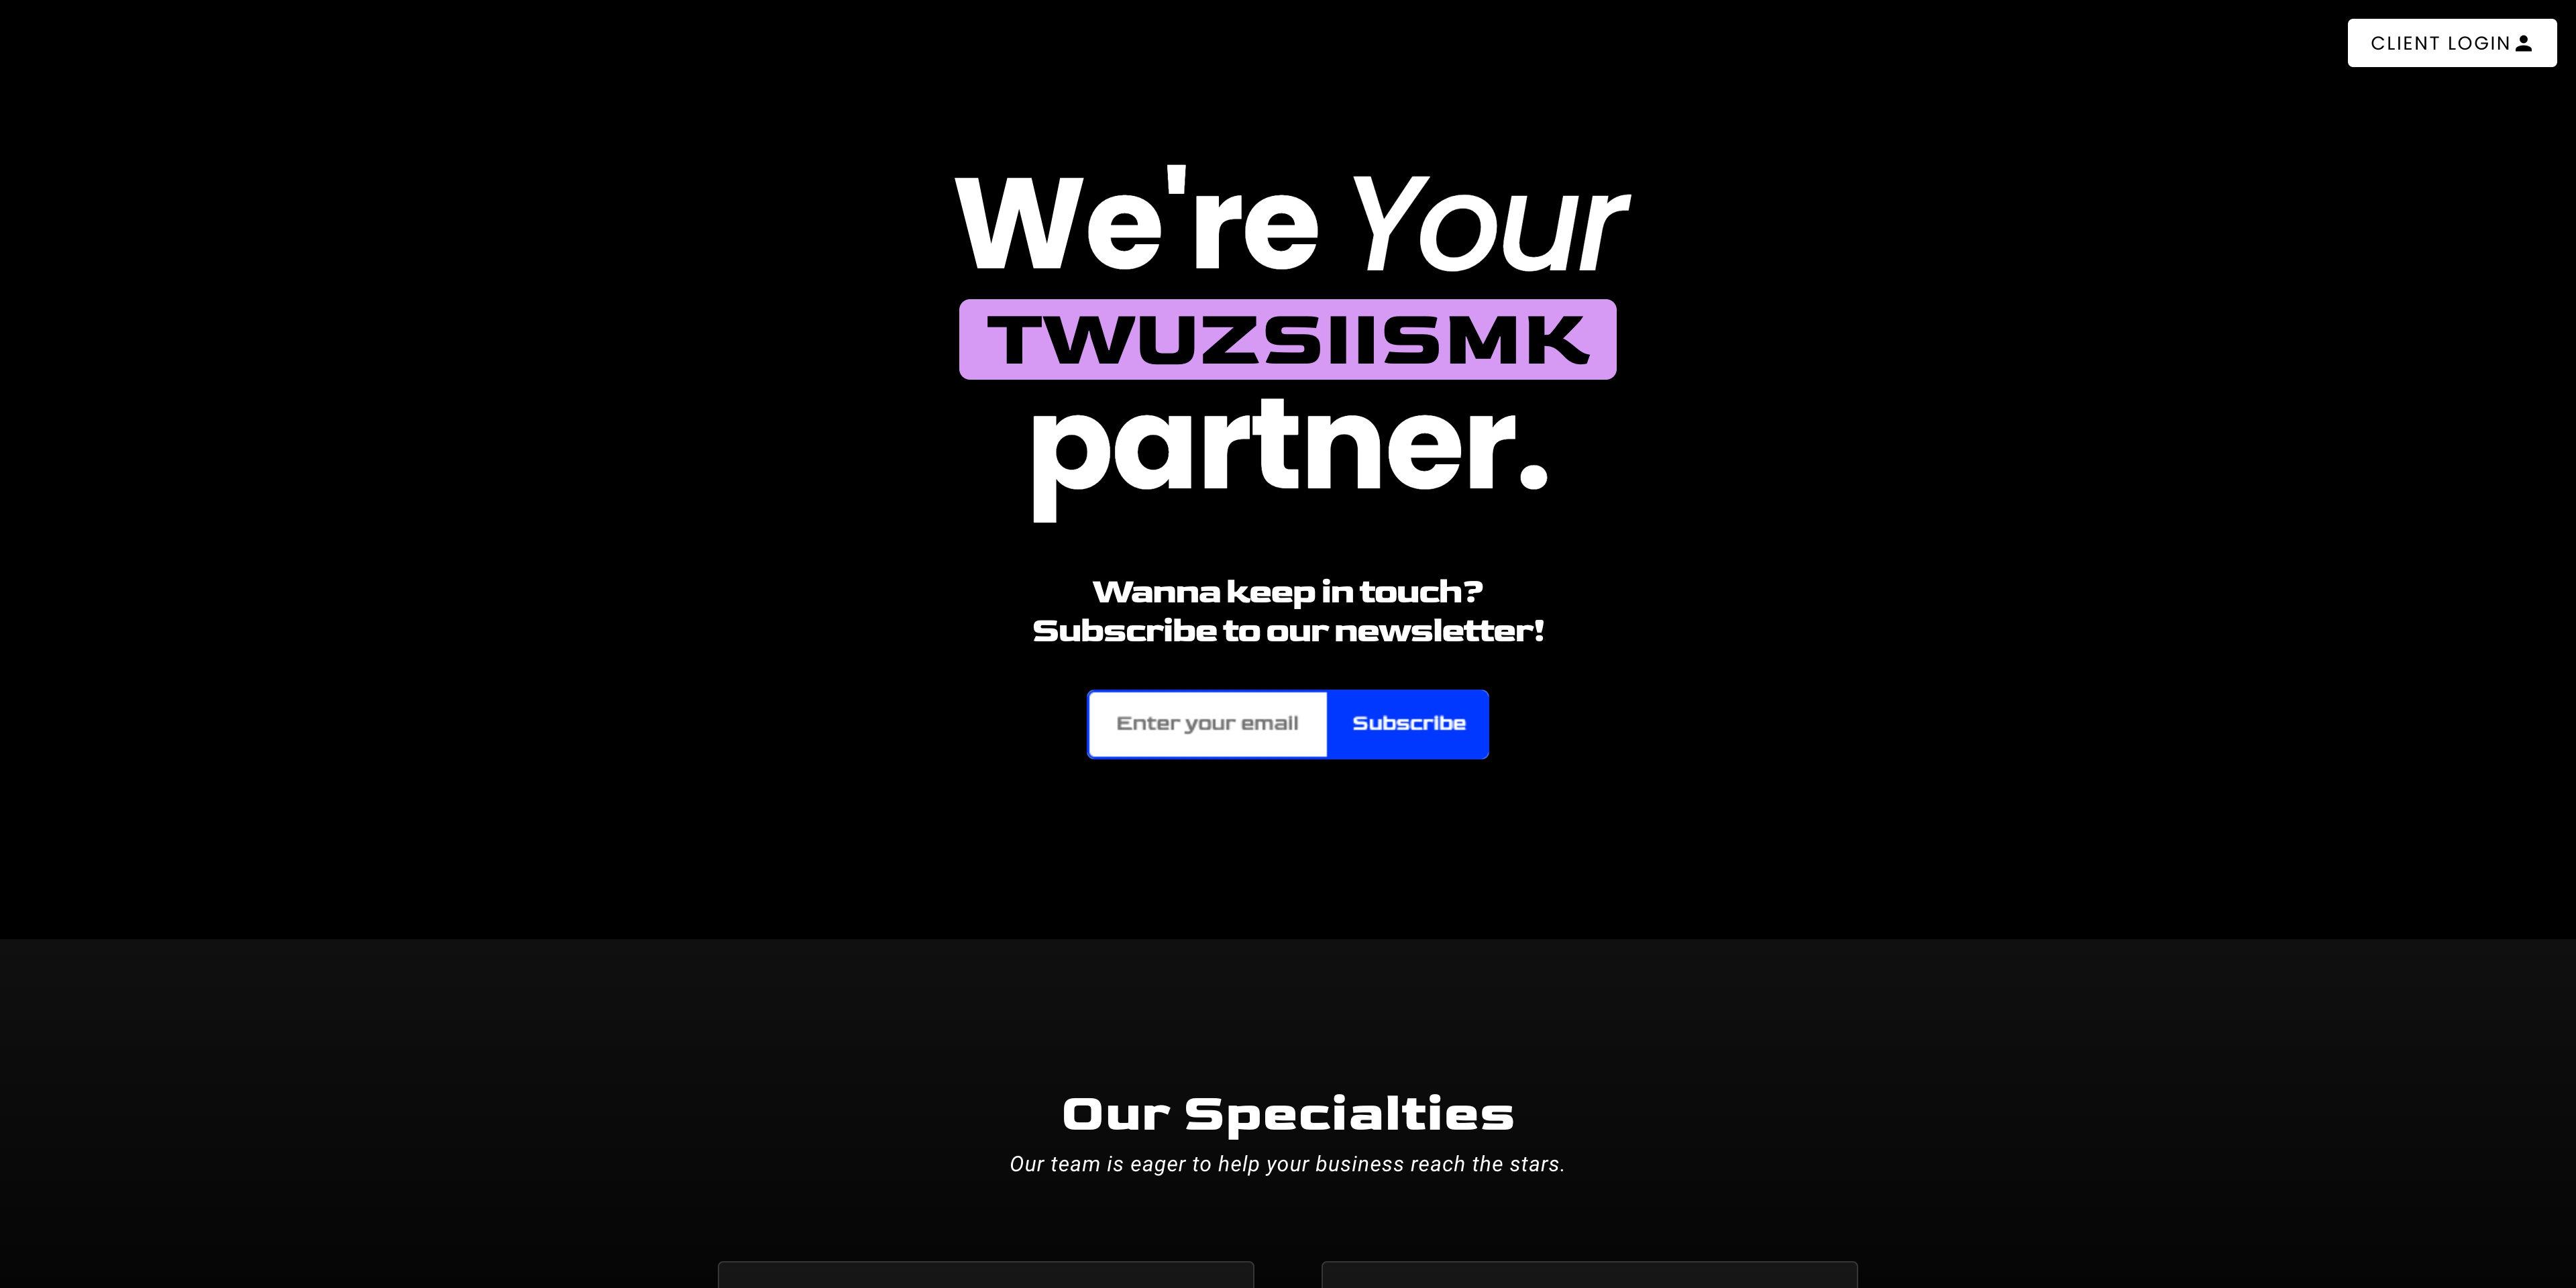 CLIENT LOGIN
We're Your
TWUZSIISMK
partner.
Wanna keep in touch?
Subscribe to our newsletter!
Enter your email
Subscribe
Our Specialties
Our team is eager to help your business reach the stars.